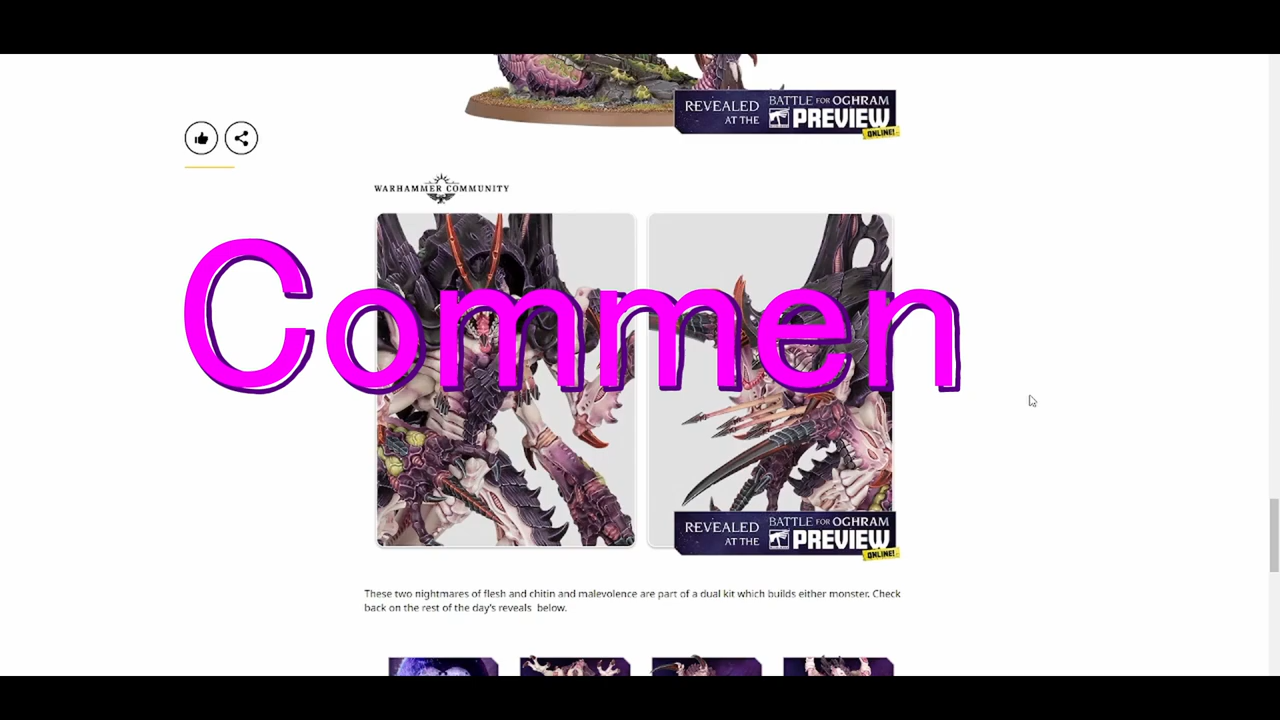 REVEALED
AT THE
BATTLE FOR OGHRAM
PREVIEW
ONLINE!
WARHAMMER COMMUNITY
Commen
REVEALED
AT THE
BATTLE FOR OGHRAM
PREVIEW
ONLINE!
These two nightmares of flesh and chitin and malevolence are part of a dual kit which builds either monster. Check
back on the rest of the day's reveals below.